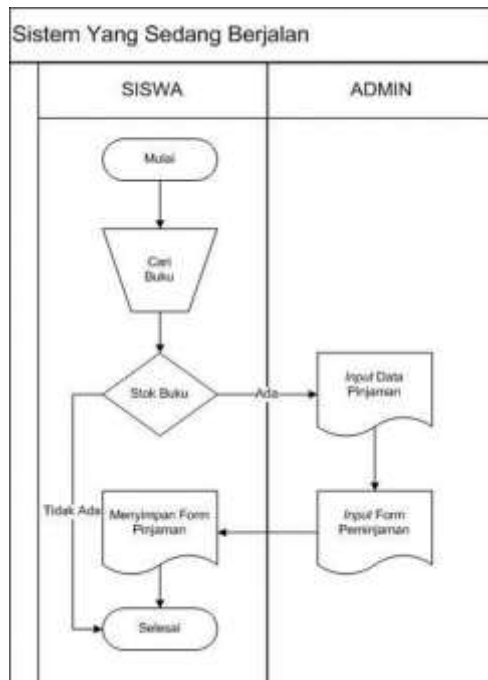 Sistem Yang Sedang Berjalan
SISWA
ADMIN
Mulai
Cari
Buku
Stok Buku
Ada
Input Data
Pinjaman
Tidak Ada
Menyimpan Form
Pinjaman
Input Form
Peminjaman
Selesai